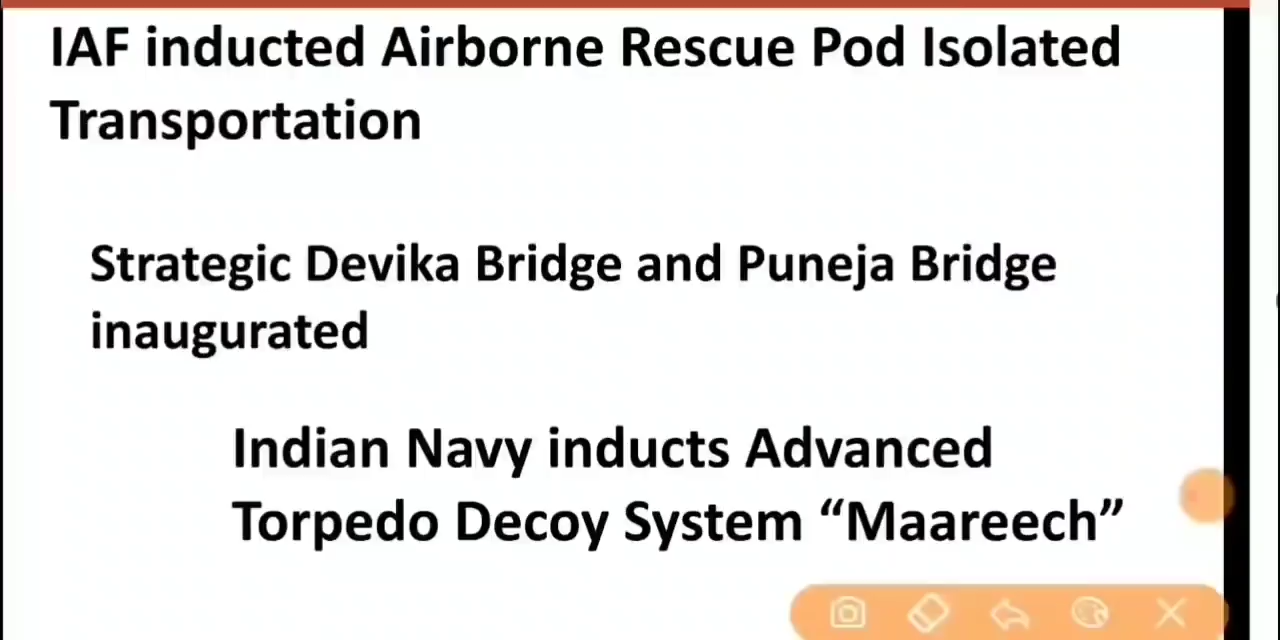 IAF inducted Airborne Rescue Pod Isolated
Transportation
Strategic Devika Bridge and Puneja Bridge
inaugurated
Indian Navy inducts Advanced
Torpedo Decoy System “Maareech”